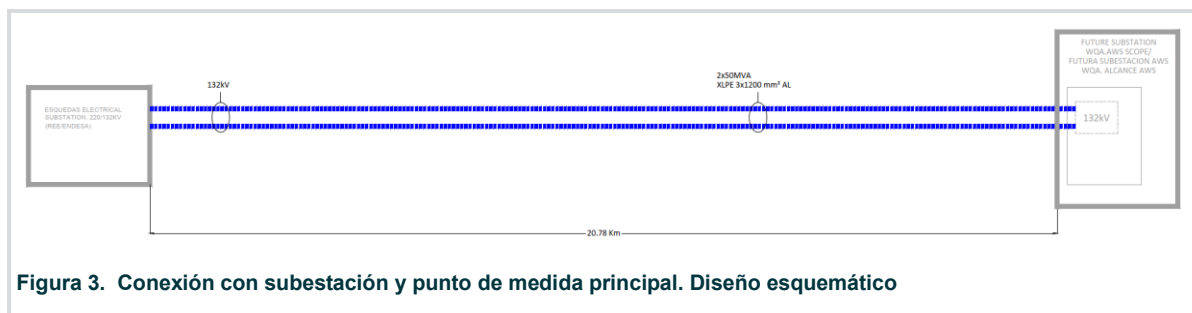 FUTURE SUBSTATION
WQA.AWS SCOPE/
FUTURA SUBESTACION AWS
WQA. ALCANCE AWS
132kV
2x50MVA
XLPE 3x1200 mm² AL
ESQUEDAS ELECTRICAL
SUBSTATION. 220/132KV
(REE/ENDESA)
132kV
20.78 Km
Figura 3. Conexión con subestación y punto de medida principal. Diseño esquemático